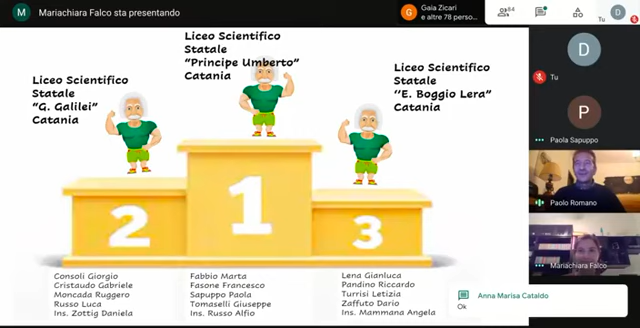 M Mariachiara Falco sta presentando
G Gaia Zicari
e altre 78 perso...
84
Tu
D
Liceo Scientifico
Statale
“Principe Umberto”
Catania
Liceo Scientifico
Statale
“G. Galilei”
Catania
Liceo Scientifico
Statale
“E. Boggio Lera”
Catania
1
2
3
Consoli Giorgio
Cristaudo Gabriele
Moncada Ruggero
Russo Luca
Ins. Zottig Daniela
Fabbio Marta
Fasone Francesco
Sapuppo Paola
Tomaselli Giuseppe
Ins. Russo Alfio
Lena Gianluca
Pandino Riccardo
Turrisi Letizia
Zaffuto Dario
Ins. Mammana Angela
D
Tu
P
Paola Sapuppo
Paolo Romano
Mariachiara Falco
Anna Marisa Cataldo
Ok